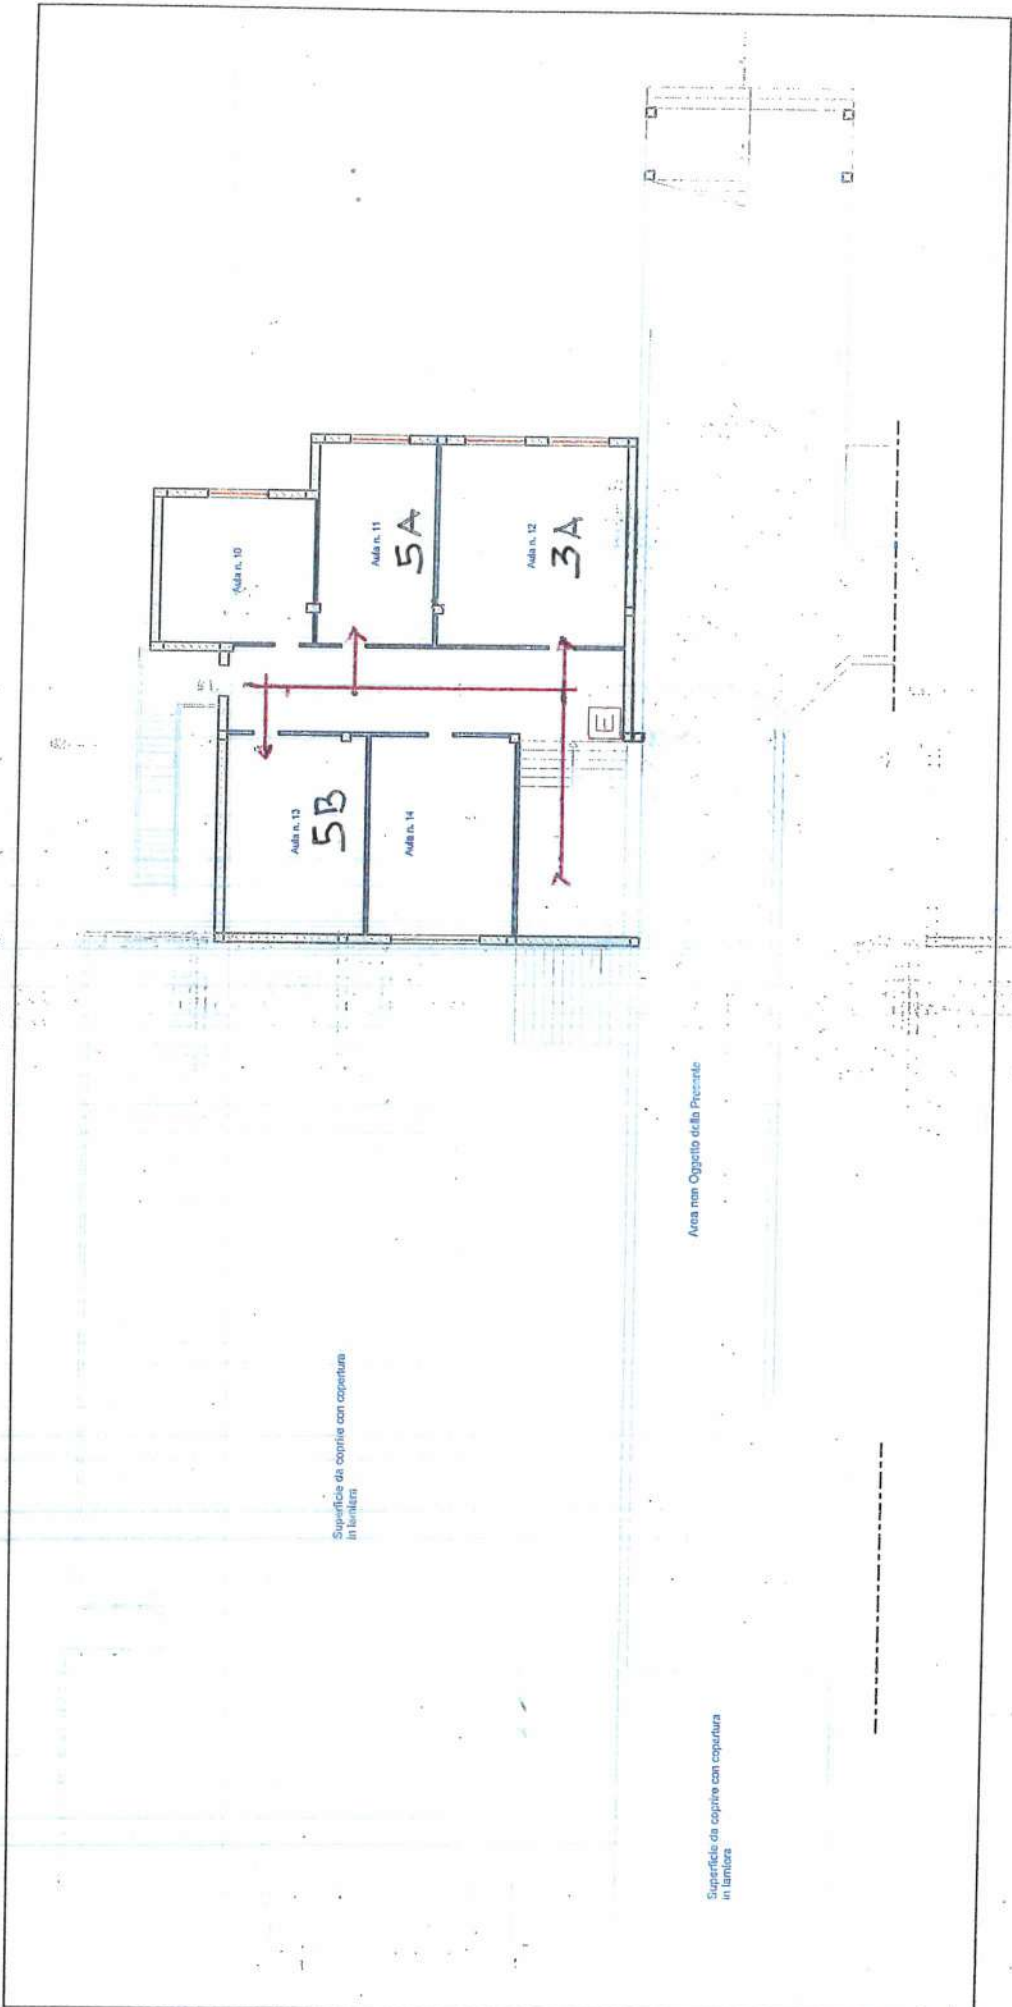 Aula n. 10
Aula n. 11
5A
Aula n. 12
3A
E
Aula n. 13
5B
Aula n. 14
Area non Oggetto della Presente
Superficie da coprire con copertura
in lamiera
Superficie da coprire con copertura
in lamiera